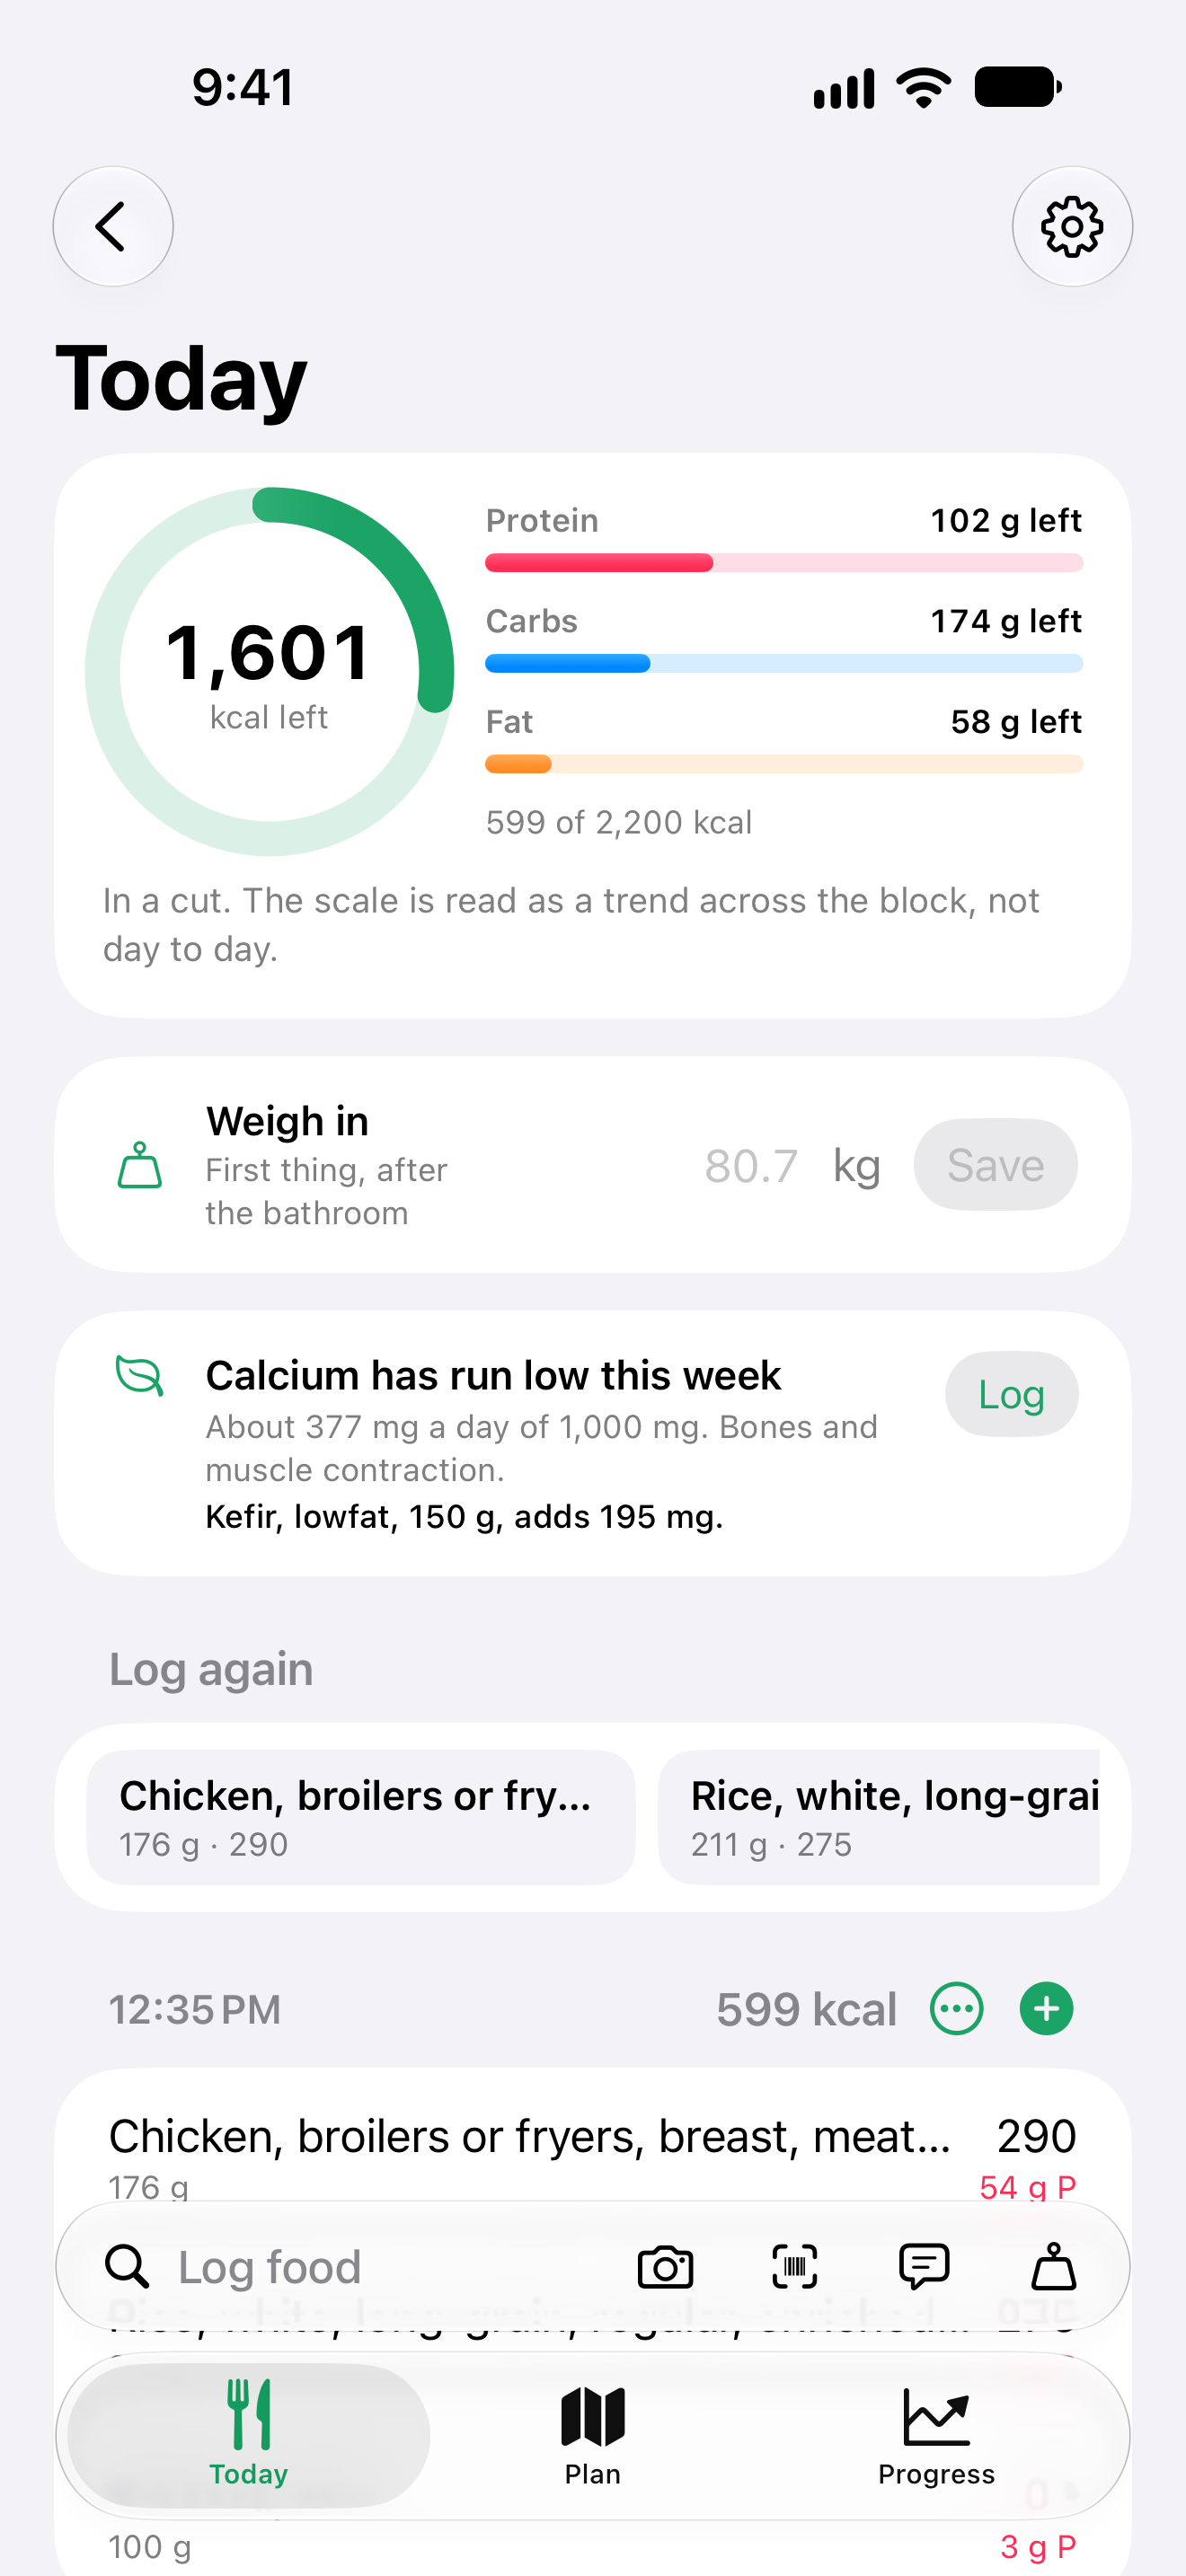 9:41
Today
1,601
kcal left
Protein 102 g left
Carbs 174 g left
Fat 58 g left
599 of 2,200 kcal
In a cut. The scale is read as a trend across the block, not
day to day.
Weigh in
First thing, after
the bathroom
80.7 kg Save
Calcium has run low this week
About 377 mg a day of 1,000 mg. Bones and
muscle contraction.
Kefir, lowfat, 150 g, adds 195 mg.
Log
Log again
Chicken, broilers or fry...
176 g · 290
Rice, white, long-grai
211 g · 275
12:35 PM 599 kcal
Chicken, broilers or fryers, breast, meat... 290
176 g 54 g P
Log food
Rice, white, long-grain, regular,
Today
Plan
Progress
100 g 3 g P